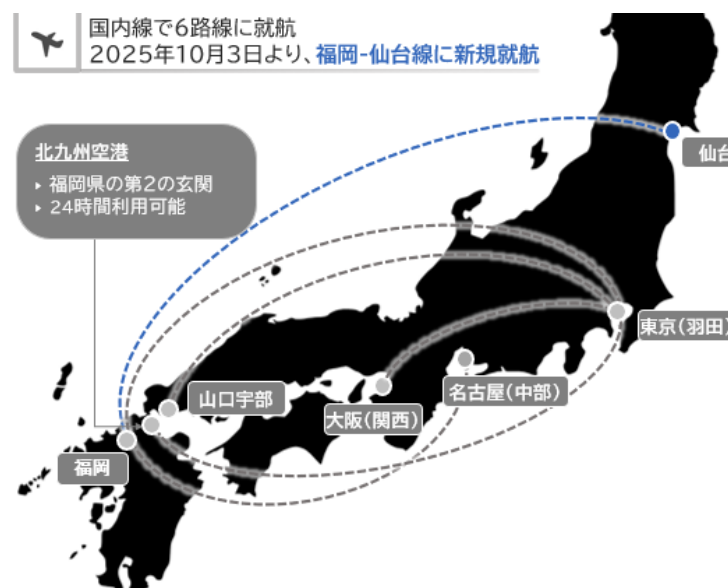 国内線で6路線に就航
2025年10月3日より、福岡-仙台線に新規就航
北九州空港
▸ 福岡県の第2の玄関
▸ 24時間利用可能
仙台
東京(羽田)
山口宇部
名古屋(中部)
大阪(関西)
福岡